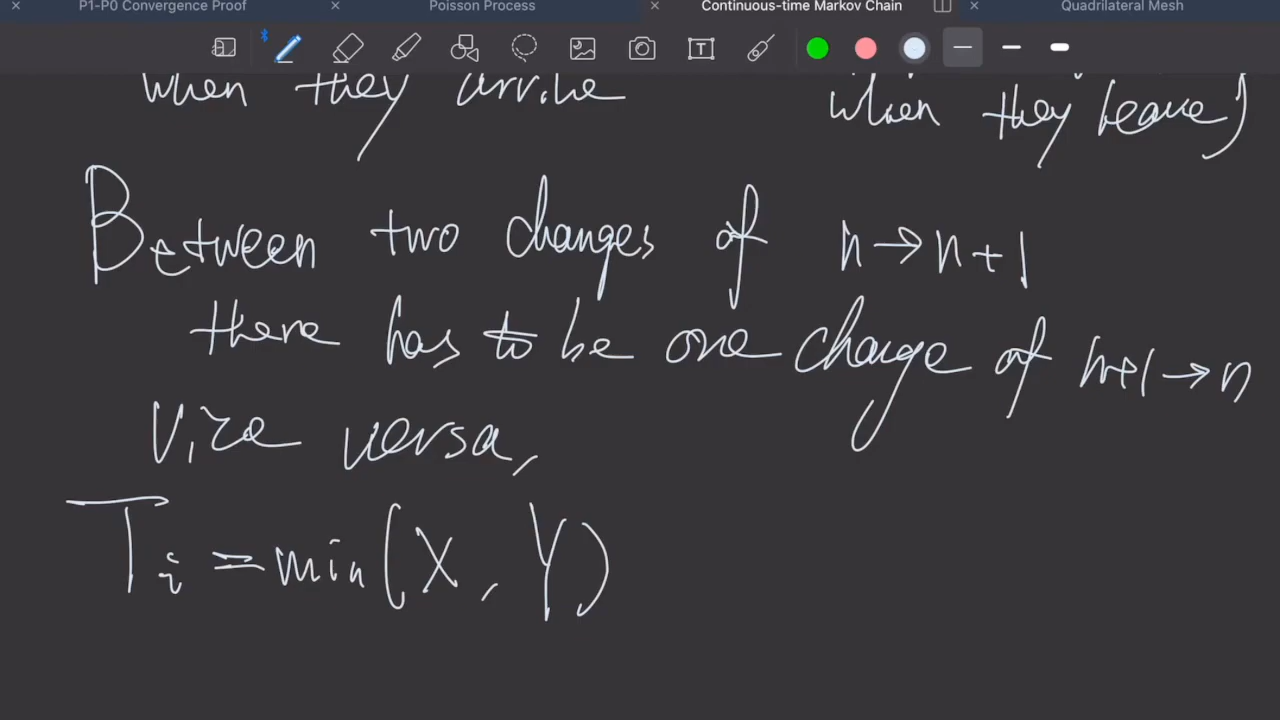 P1-P0 Convergence Proof
Poisson Process
Continuous-time Markov Chain
Quadrilateral Mesh
when they arrive
when they leave)
Between two changes of n→n+1
there has to be one change of n+1→n
Vice versa,
Tᵢ = min(X, Y)